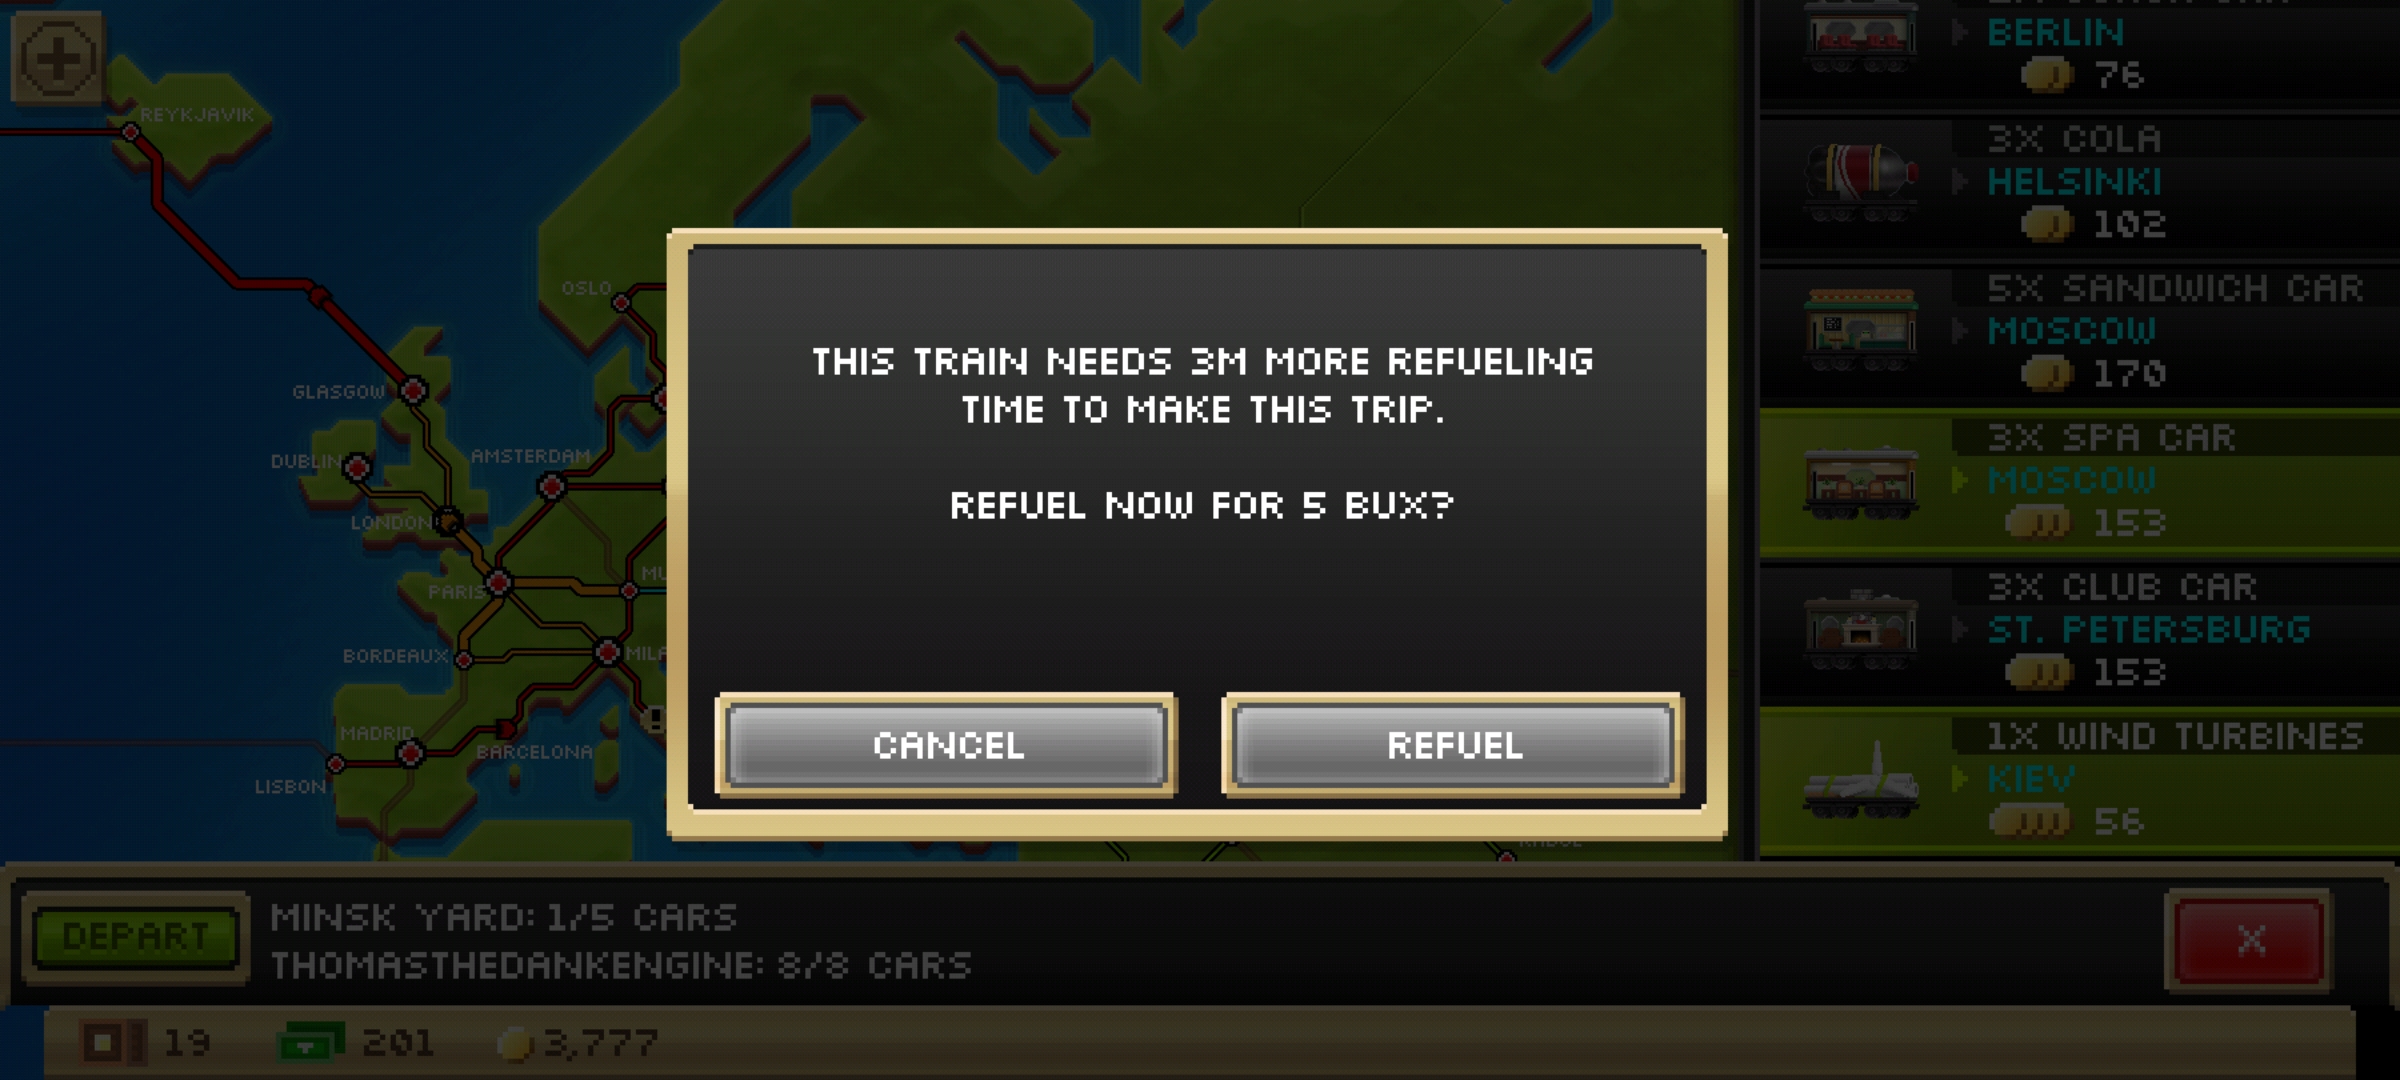 REYKJAVIK
OSLO
GLASGOW
DUBLIN
AMSTERDAM
LONDON
PARIS
BORDEAUX
MADRID
BARCELONA
LISBON
THIS TRAIN NEEDS 3M MORE REFUELING
TIME TO MAKE THIS TRIP.
REFUEL NOW FOR 5 BUX?
CANCEL
REFUEL
BERLIN
76
3X COLA
HELSINKI
102
5X SANDWICH CAR
MOSCOW
170
3X SPA CAR
MOSCOW
153
3X CLUB CAR
ST. PETERSBURG
153
1X WIND TURBINES
KIEV
56
DEPART
MINSK YARD: 1/5 CARS
THOMASTHEDANKENGINE: 8/8 CARS
X
19
201
3,777